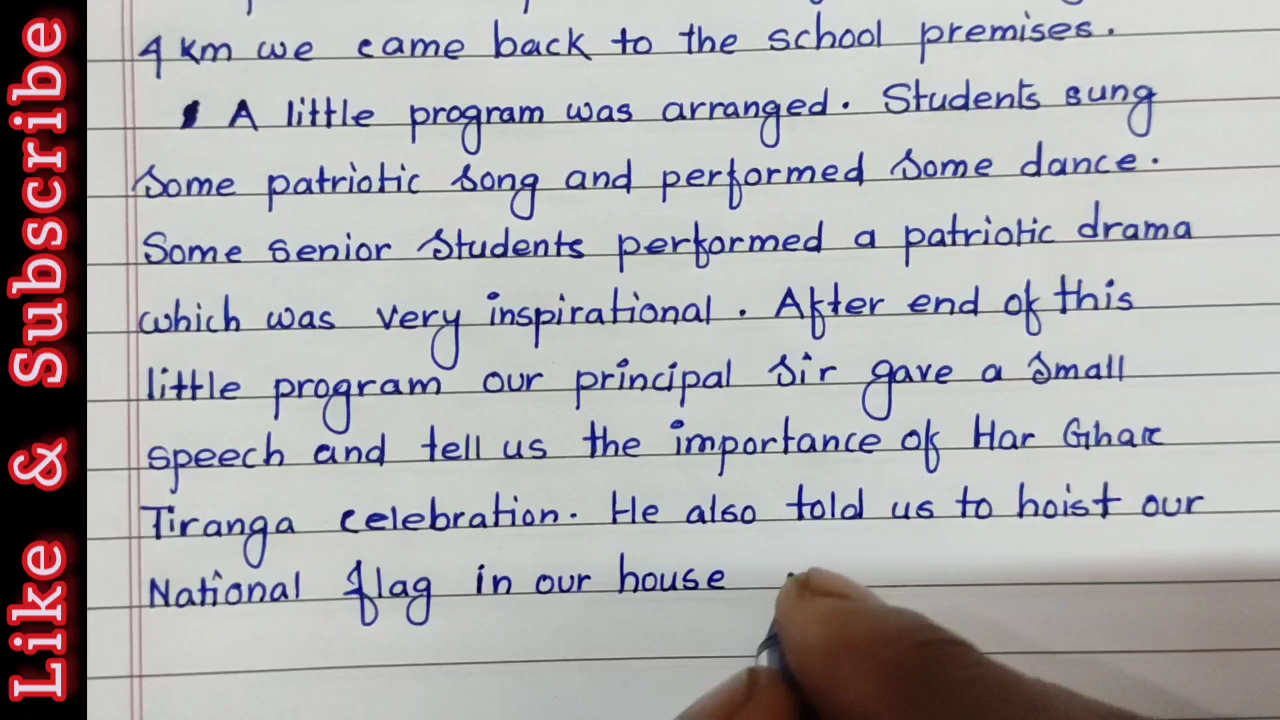 4 km we came back to the school premises.
A little program was arranged. Students sung
some patriotic song and performed some dance.
Some senior students performed a patriotic drama
which was very inspirational. After end of this
little program our principal sir gave a small
speech and tell us the importance of Har Ghar
Tiranga celebration. He also told us to hoist our
National flag in our house
Like & Subscribe